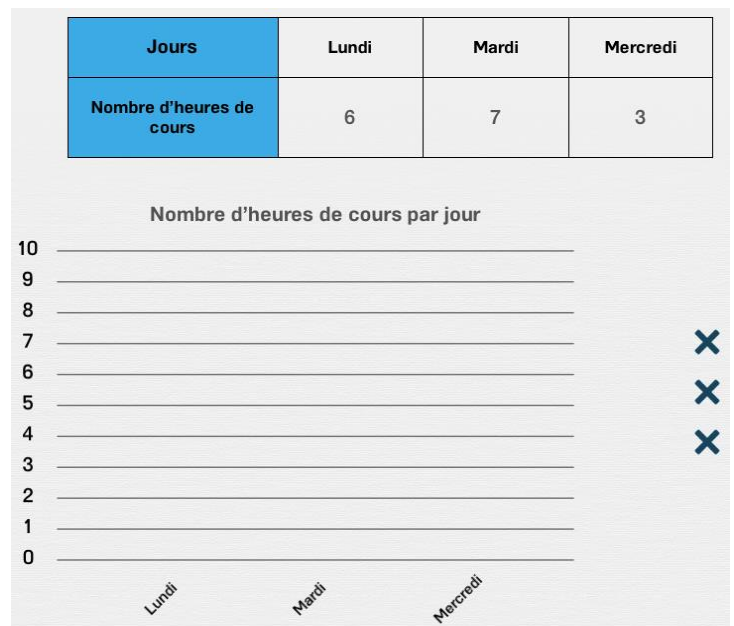 Jours Lundi Mardi Mercredi
Nombre d'heures de
cours
6 7 3
Nombre d'heures de cours par jour
10
9
8
7
6
5
4
3
2
1
0
Lundi Mardi Mercredi